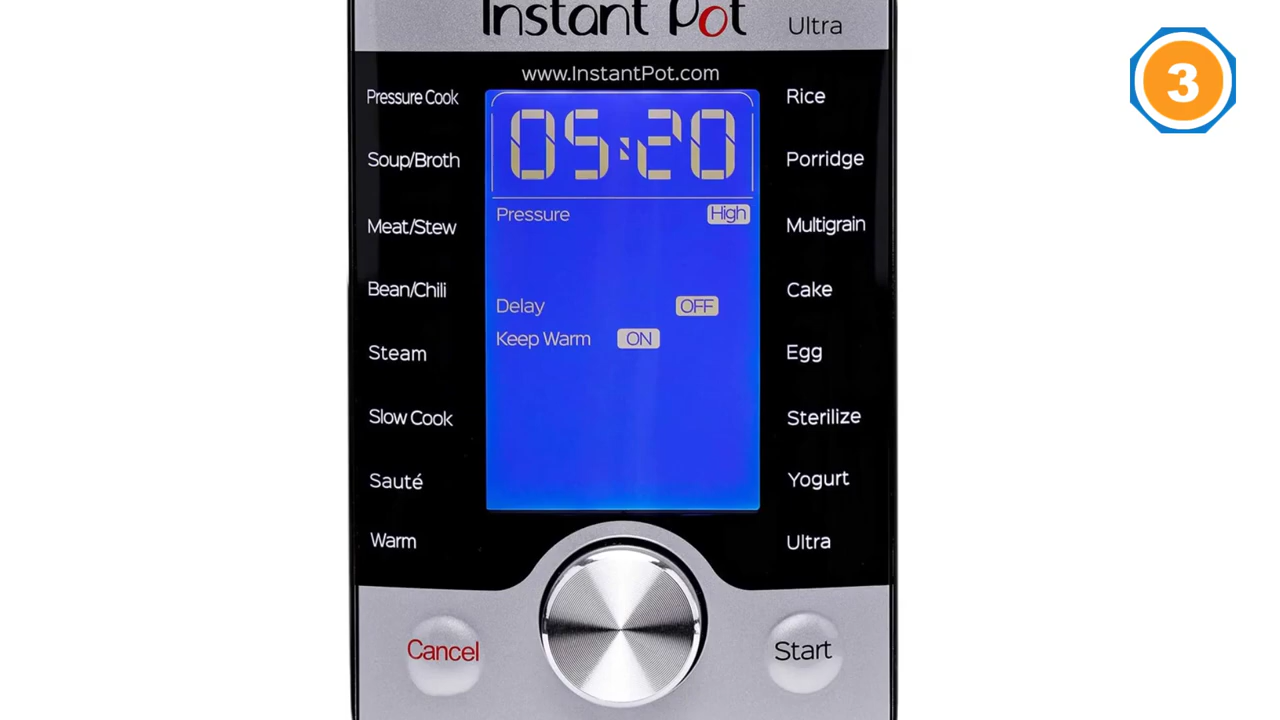 Instant Pot Ultra
3
www.InstantPot.com
Pressure Cook
Soup/Broth
Meat/Stew
Bean/Chili
Steam
Slow Cook
Sauté
Warm
05:20
Pressure High
Delay OFF
Keep Warm ON
Rice
Porridge
Multigrain
Cake
Egg
Sterilize
Yogurt
Ultra
Cancel
Start